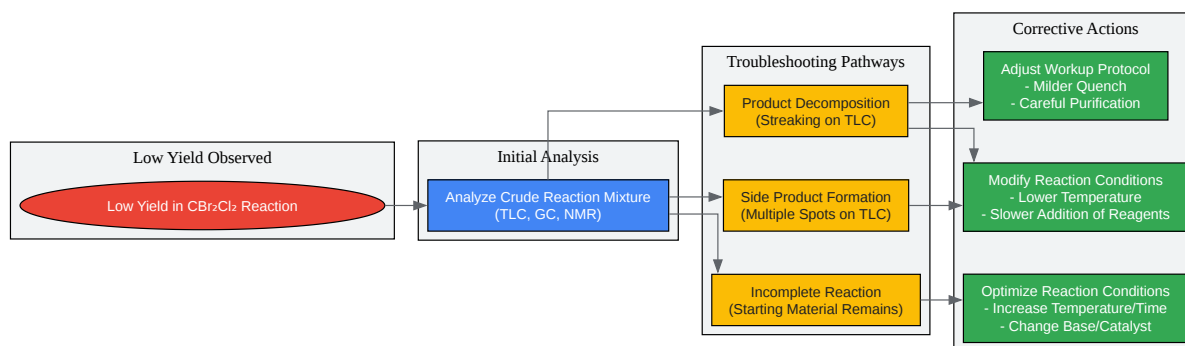 Low Yield Observed
Low Yield in CBr₂Cl₂ Reaction
Initial Analysis
Analyze Crude Reaction Mixture
(TLC, GC, NMR)
Troubleshooting Pathways
Product Decomposition
(Streaking on TLC)
Side Product Formation
(Multiple Spots on TLC)
Incomplete Reaction
(Starting Material Remains)
Corrective Actions
Adjust Workup Protocol
- Milder Quench
- Careful Purification
Modify Reaction Conditions
- Lower Temperature
- Slower Addition of Reagents
Optimize Reaction Conditions
- Increase Temperature/Time
- Change Base/Catalyst